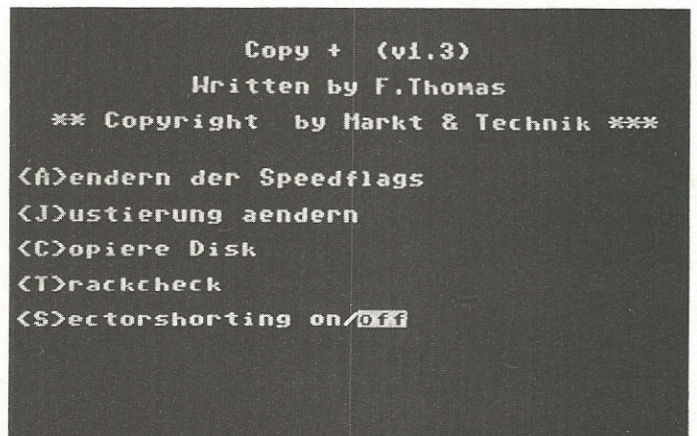 Copy + (v1.3)
Written by F.Thomas
** Copyright by Markt & Technik ***
<A>endern der Speedflags
<J>ustierung aendern
<C>opiere Disk
<T>rackcheck
<S>ectorshorting on/off